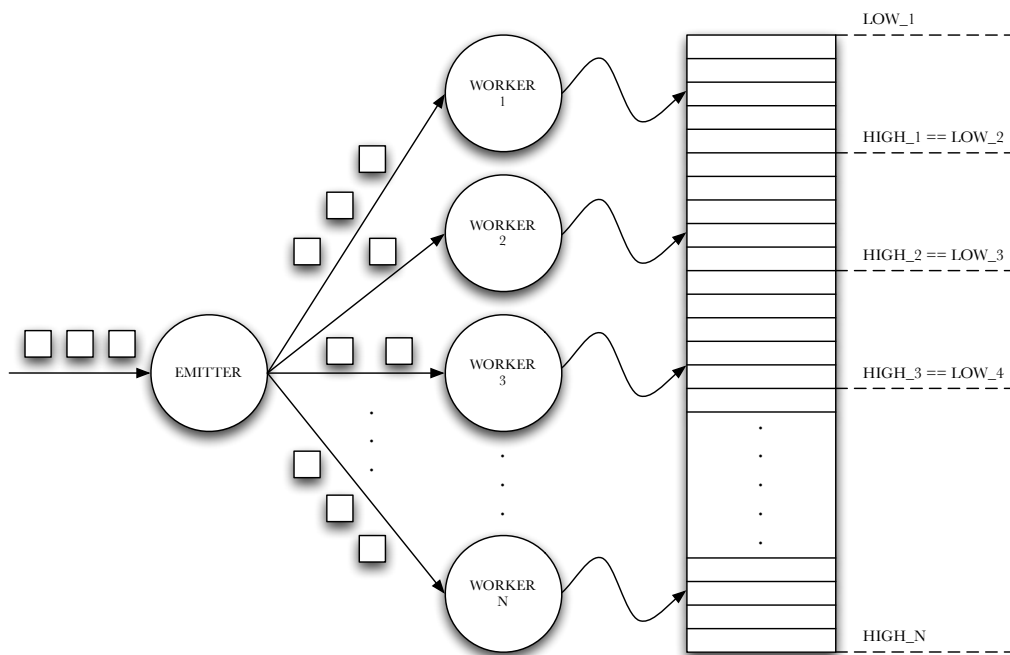 LOW_1
WORKER
1
HIGH_1 == LOW_2
WORKER
2
HIGH_2 == LOW_3
EMITTER
WORKER
3
HIGH_3 == LOW_4
WORKER
N
HIGH_N